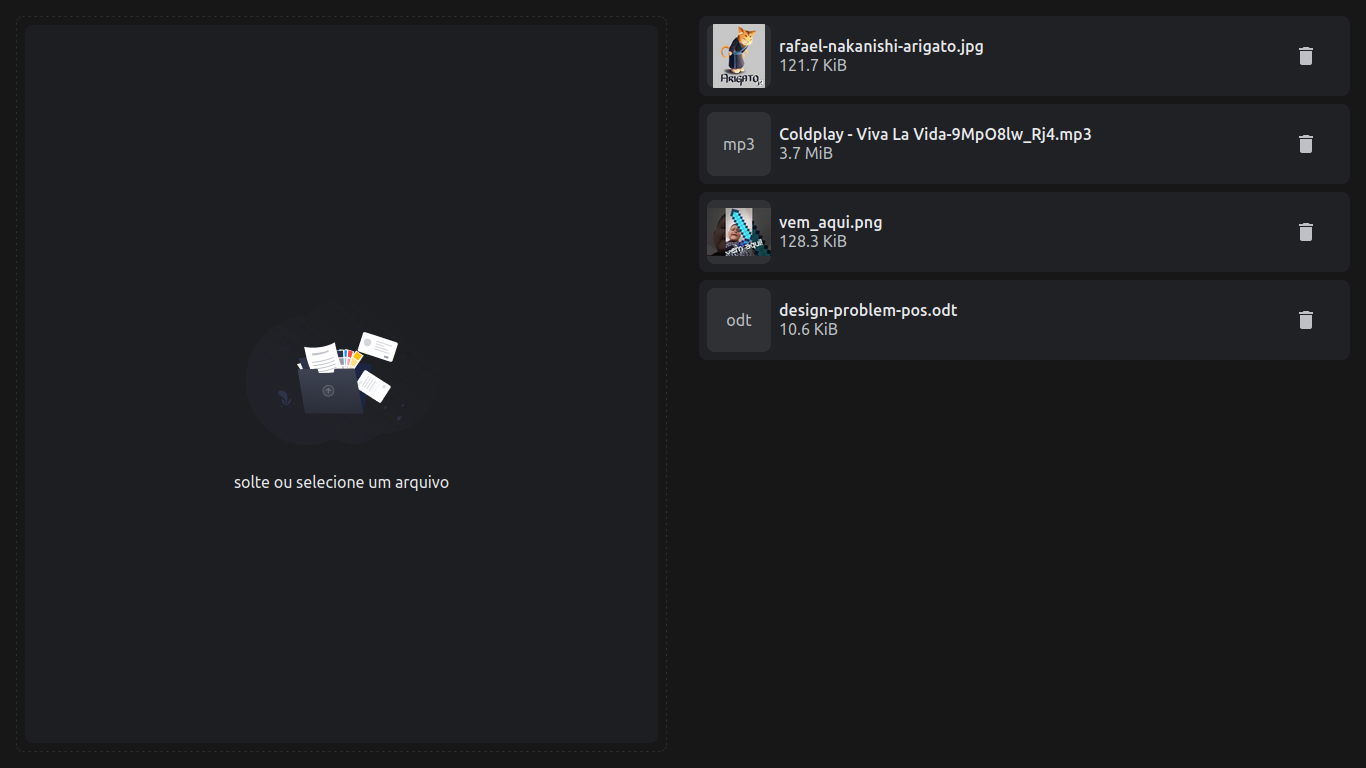 solte ou selecione um arquivo
ARIGATO
rafael-nakanishi-arigato.jpg
121.7 KiB
mp3
Coldplay - Viva La Vida-9MpO8lw_Rj4.mp3
3.7 MiB
vem aqui!
vem_aqui.png
128.3 KiB
odt
design-problem-pos.odt
10.6 KiB